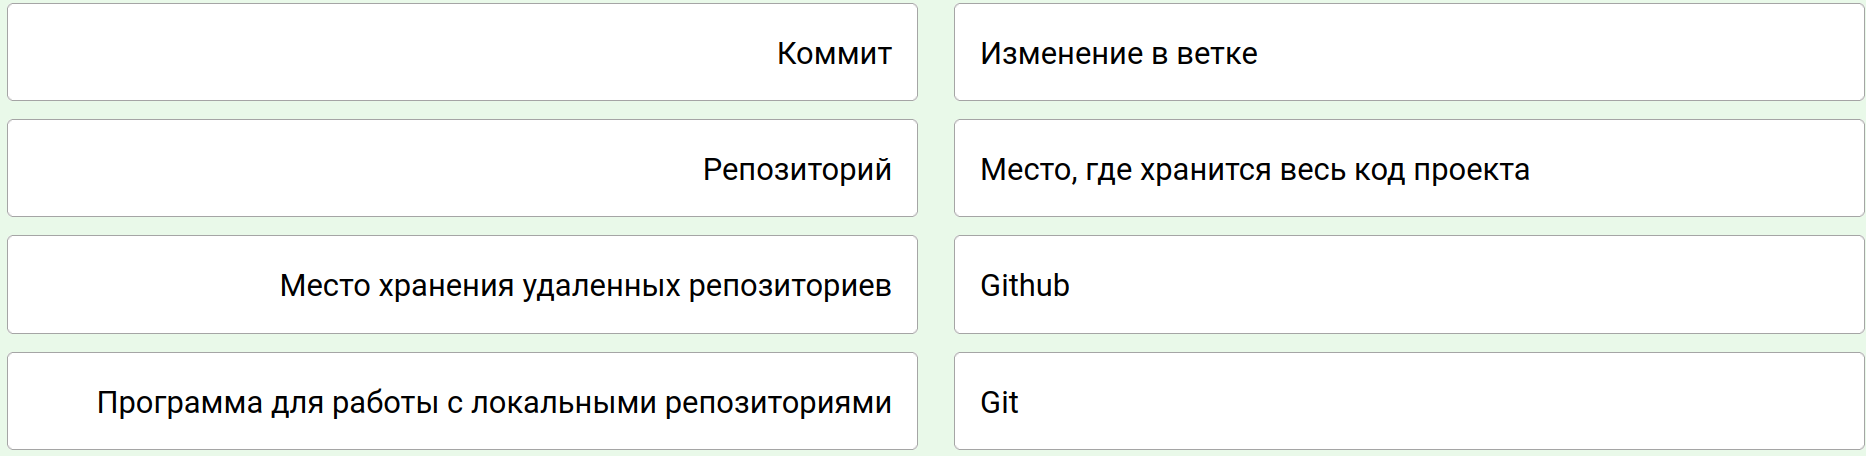 Коммит
Изменение в ветке
Репозиторий
Место, где хранится весь код проекта
Место хранения удаленных репозиториев
Github
Программа для работы с локальными репозиториями
Git